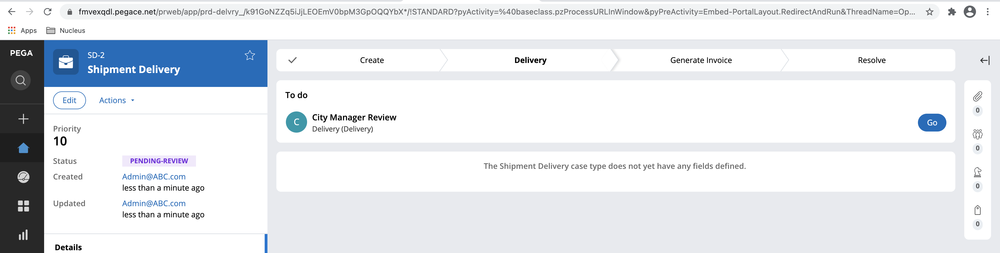 fmvexqdl.pegace.net/prweb/app/prd-delvry_/k91GoNZZq5iJjLEOEmV0bpM3GpOQQYbX*/!STANDARD?pyActivity=%40baseclass.pzProcessURLInWindow&pyPreActivity=Embed-PortalLayout.RedirectAndRun&ThreadName=Op...
Apps
Nucleus
PEGA
SD-2
Shipment Delivery
Edit
Actions
Priority
10
Status
PENDING-REVIEW
Created
Admin@ABC.com
less than a minute ago
Updated
Admin@ABC.com
less than a minute ago
Details
Create
Delivery
Generate Invoice
Resolve
To do
C
City Manager Review
Delivery (Delivery)
Go
The Shipment Delivery case type does not yet have any fields defined.
0
0
0
0